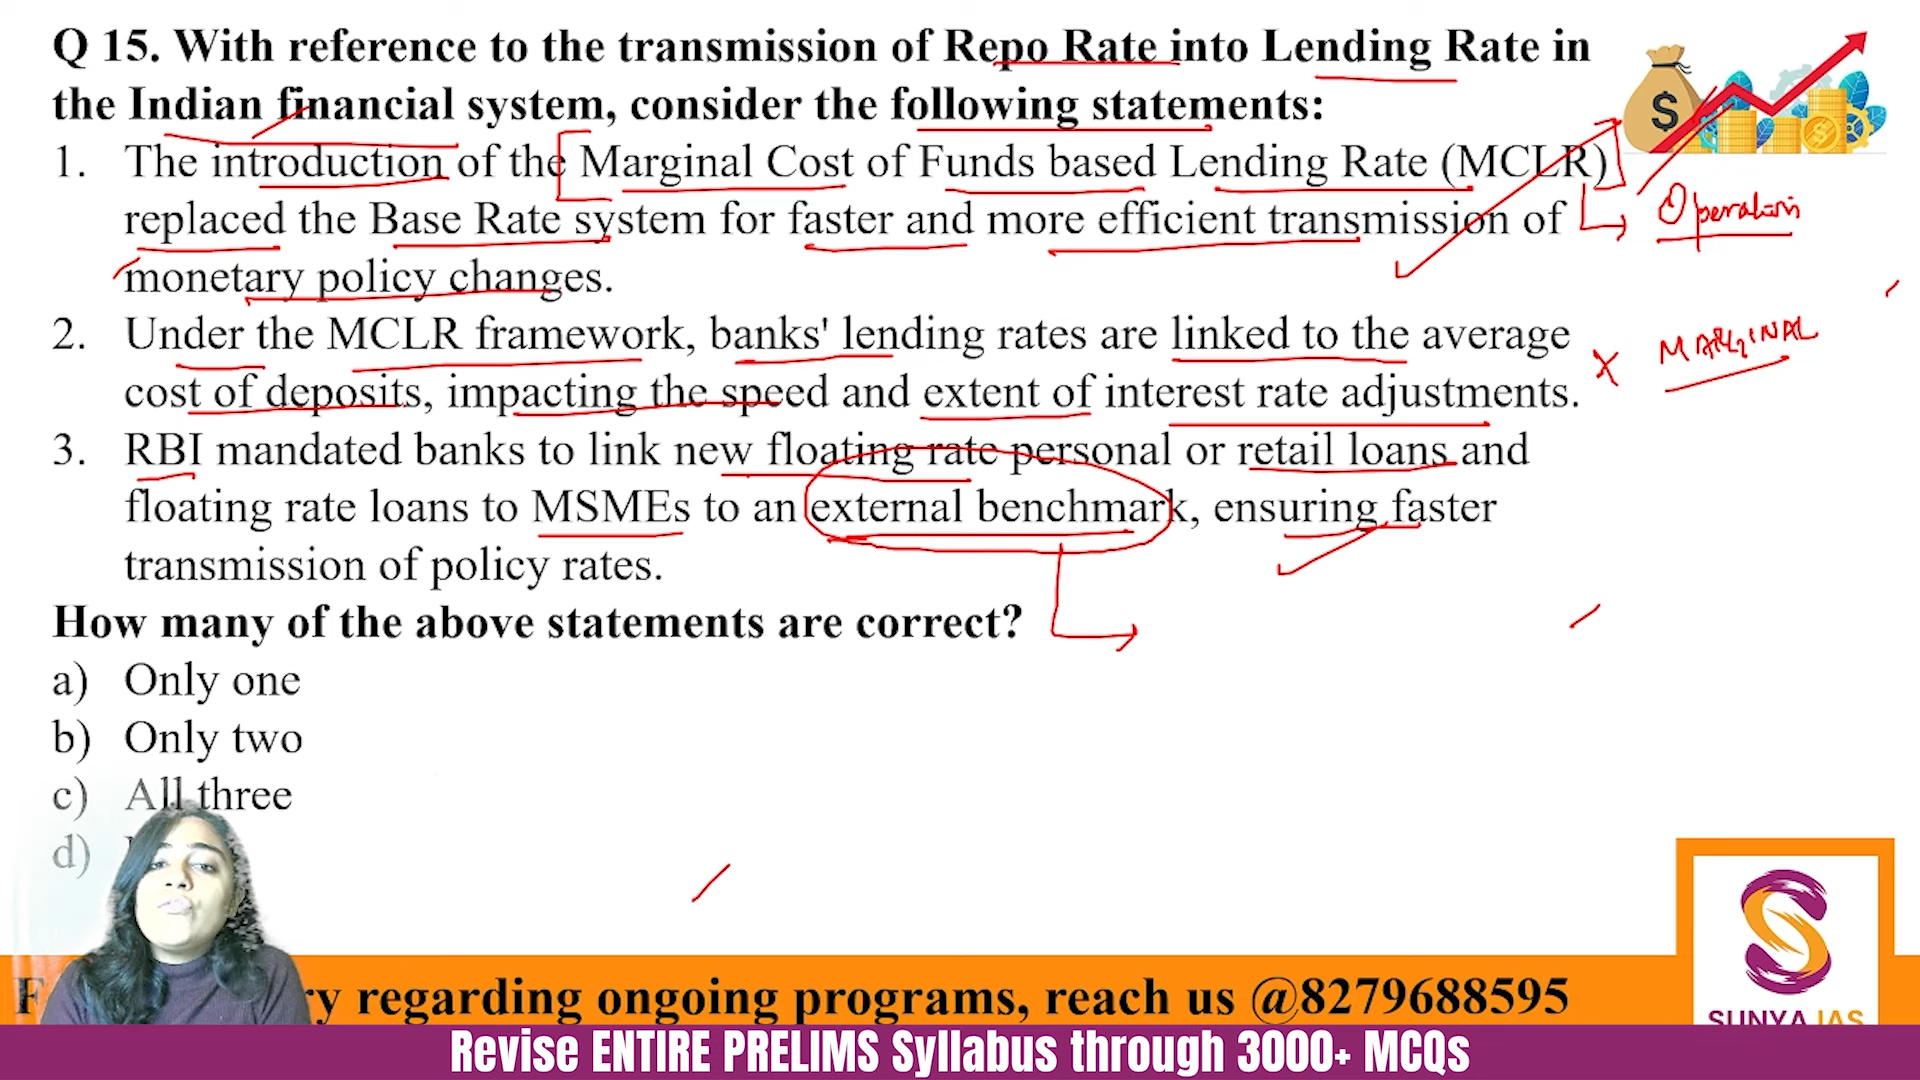 Q 15. With reference to the transmission of Repo Rate into Lending Rate in
the Indian financial system, consider the following statements:
1. The introduction of the Marginal Cost of Funds based Lending Rate (MCLR)
replaced the Base Rate system for faster and more efficient transmission of
monetary policy changes.
Operations
2. Under the MCLR framework, banks' lending rates are linked to the average
cost of deposits, impacting the speed and extent of interest rate adjustments.
MARGINAL
3. RBI mandated banks to link new floating rate personal or retail loans and
floating rate loans to MSMEs to an external benchmark, ensuring faster
transmission of policy rates.
How many of the above statements are correct?
a) Only one
b) Only two
c) All three
d)
regarding ongoing programs, reach us @8279688595
SUNYA IAS
Revise ENTIRE PRELIMS Syllabus through 3000+ MCQs